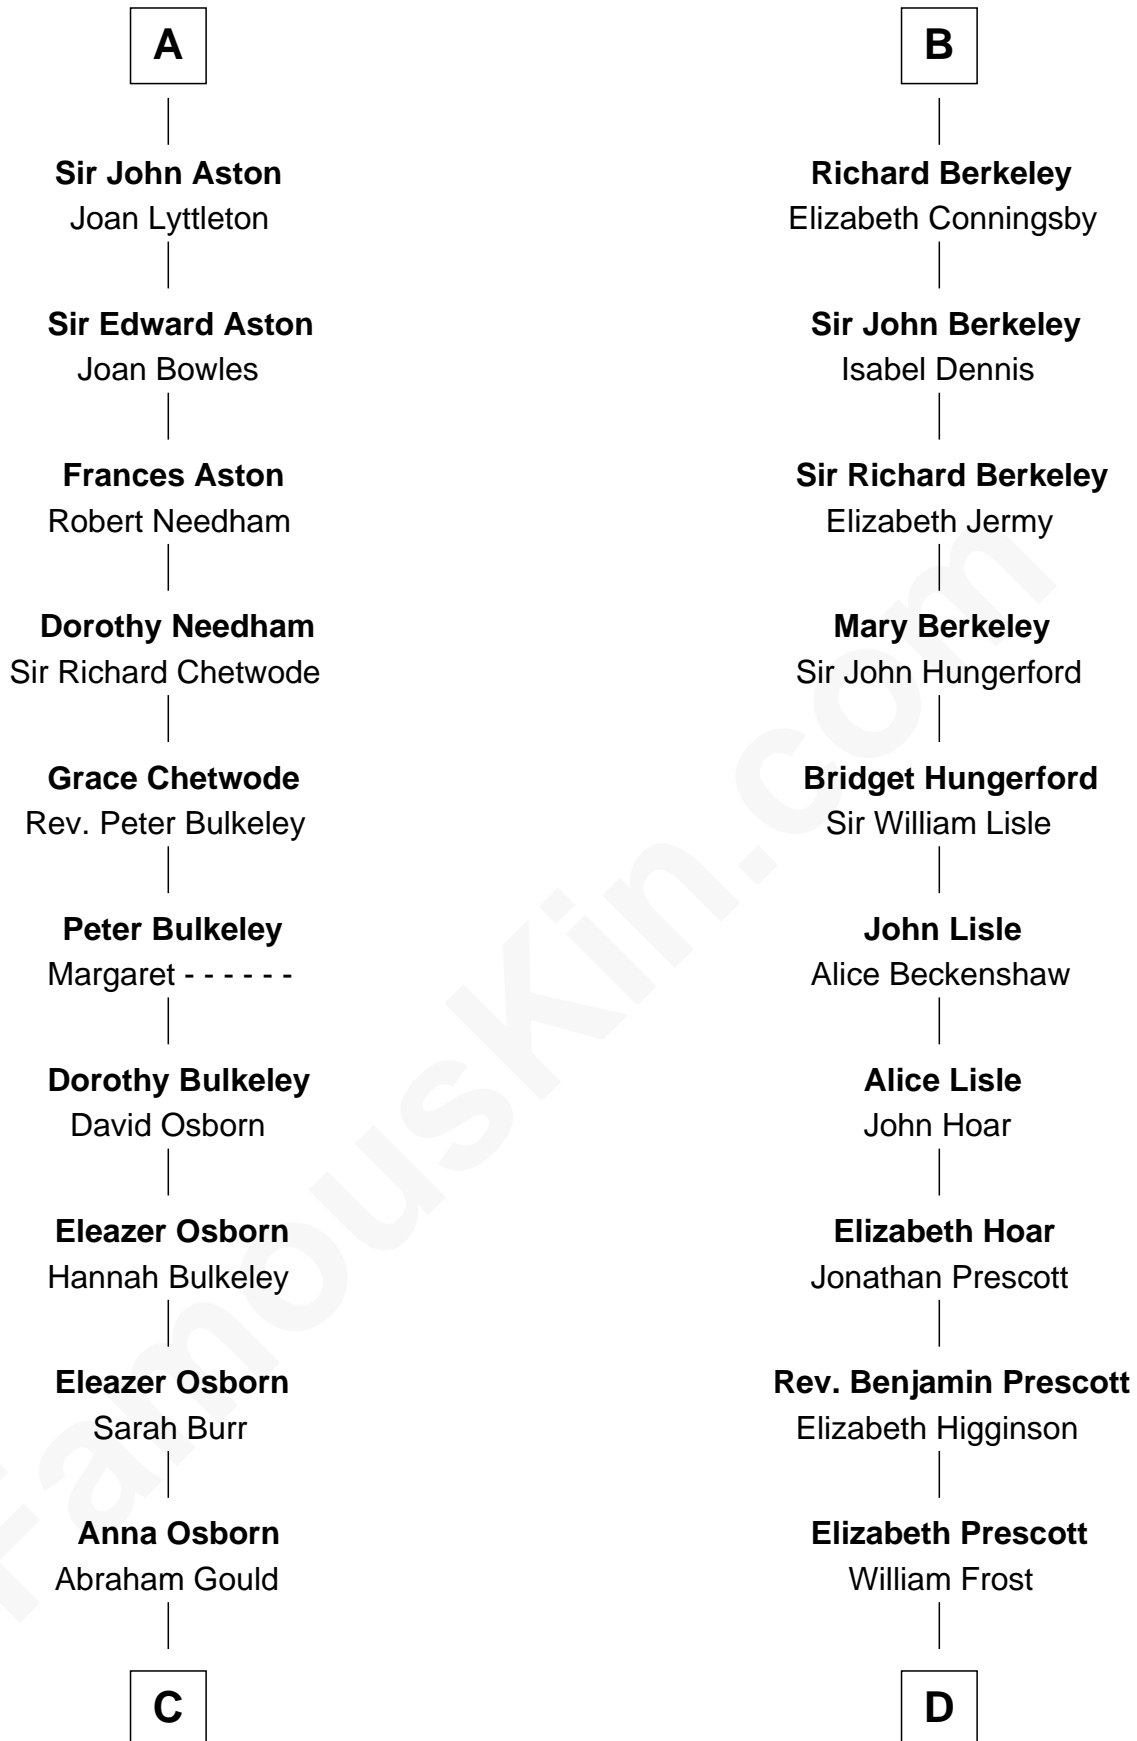 A
Sir John Aston
Joan Lyttleton
Sir Edward Aston
Joan Bowles
Frances Aston
Robert Needham
Dorothy Needham
Sir Richard Chetwode
Grace Chetwode
Rev. Peter Bulkeley
Peter Bulkeley
Margaret - - - - - -
Dorothy Bulkeley
David Osborn
Eleazer Osborn
Hannah Bulkeley
Eleazer Osborn
Sarah Burr
Anna Osborn
Abraham Gould
C
B
Richard Berkeley
Elizabeth Conningsby
Sir John Berkeley
Isabel Dennis
Sir Richard Berkeley
Elizabeth Jermy
Mary Berkeley
Sir John Hungerford
Bridget Hungerford
Sir William Lisle
John Lisle
Alice Beckenshaw
Alice Lisle
John Hoar
Elizabeth Hoar
Jonathan Prescott
Rev. Benjamin Prescott
Elizabeth Higginson
Elizabeth Prescott
William Frost
D
FamousKin.com